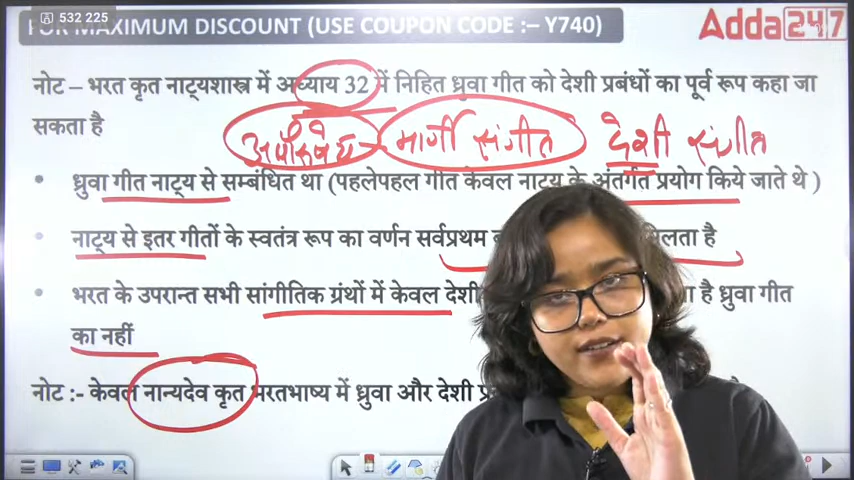 FOR MAXIMUM DISCOUNT (USE COUPON CODE :– Y740)
532 225
Adda247
नोट – भरत कृत नाट्यशास्त्र में अध्याय 32 में निहित ध्रुवा गीत को देशी प्रबंधों का पूर्व रूप कहा जा
सकता है
अपौरुषेय – मार्गी संगीत देशी संगीत
ध्रुवा गीत नाट्य से सम्बंधित था (पहलेपहल गीत केवल नाट्य के अंतर्गत प्रयोग किये जाते थे )
नाट्य से इतर गीतों के स्वतंत्र रूप का वर्णन सर्वप्रथम मिलता है
भरत के उपरान्त सभी सांगीतिक ग्रंथों में केवल देशी है ध्रुवा गीत
का नहीं
नोट :- केवल नान्यदेव कृत भरतभाष्य में ध्रुवा और देशी